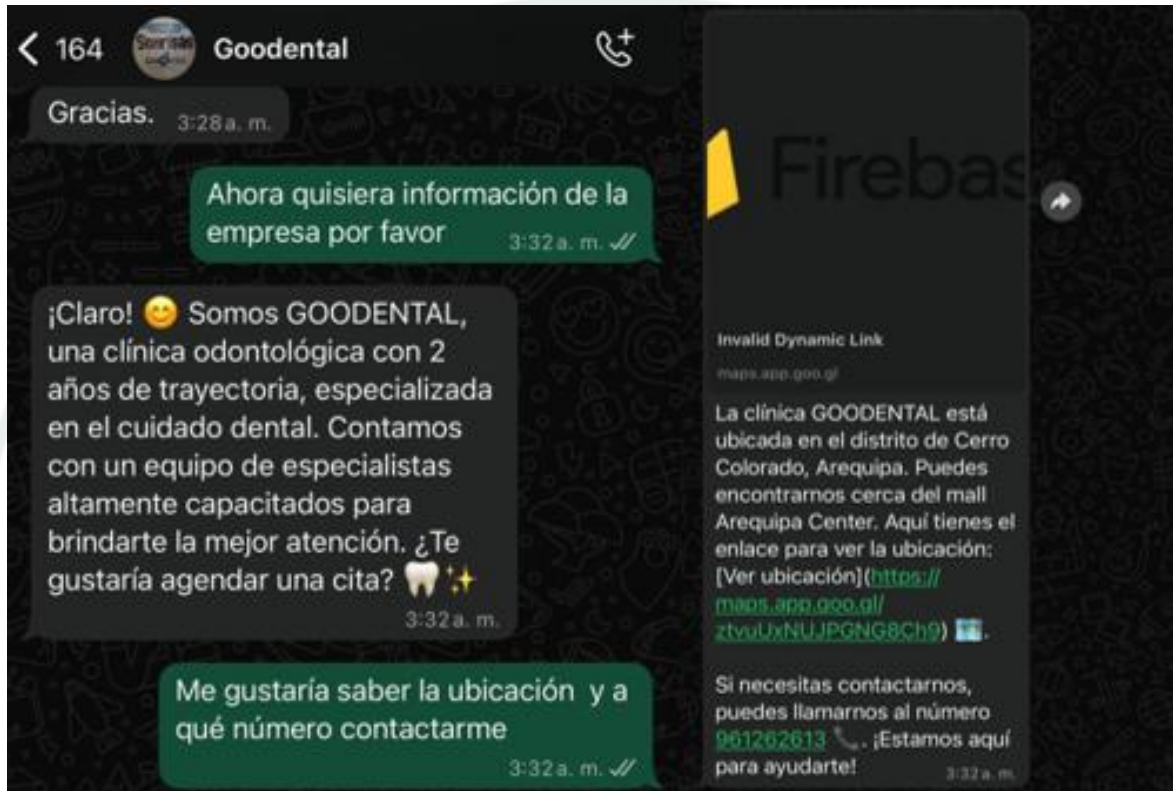 164
Goodental
Gracias.
3:28 a. m.
Ahora quisiera información de la
empresa por favor
3:32 a. m.
¡Claro! 😊 Somos GOODENTAL,
una clínica odontológica con 2
años de trayectoria, especializada
en el cuidado dental. Contamos
con un equipo de especialistas
altamente capacitados para
brindarte la mejor atención. ¿Te
gustaría agendar una cita? 🦷✨
3:32 a. m.
Me gustaría saber la ubicación y a
qué número contactarme
3:32 a. m.
Firebas
Invalid Dynamic Link
maps.app.goo.gl
La clínica GOODENTAL está
ubicada en el distrito de Cerro
Colorado, Arequipa. Puedes
encontrarnos cerca del mall
Arequipa Center. Aquí tienes el
enlace para ver la ubicación:
[Ver ubicación](https://
maps.app.goo.gl/
ztvuUxNUJPGNG8Ch9) 🗺️.
Si necesitas contactarnos,
puedes llamarnos al número
961262613 📞. ¡Estamos aquí
para ayudarte!
3:32 a. m.